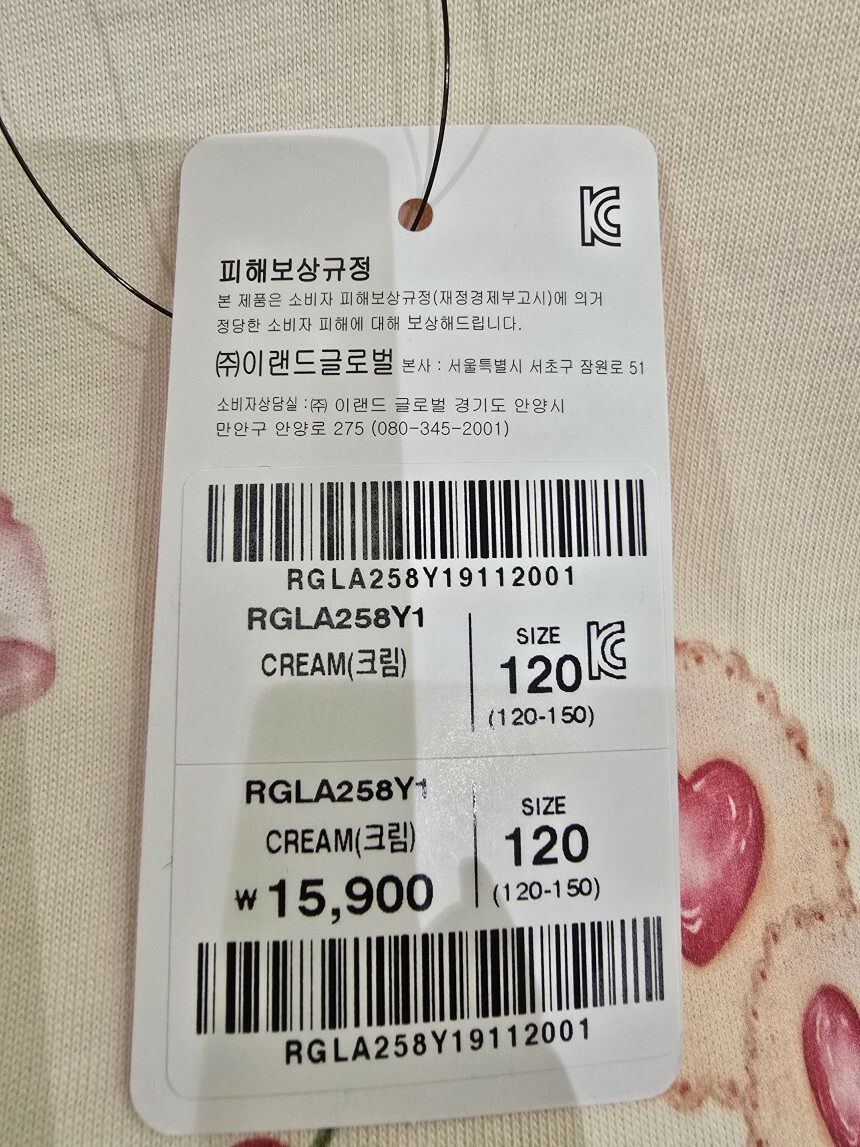 KC
피해보상규정
본 제품은 소비자 피해보상규정(재정경제부고시)에 의거
정당한 소비자 피해에 대해 보상해드립니다.
㈜이랜드글로벌 본사 : 서울특별시 서초구 잠원로 51
소비자상담실 : ㈜ 이랜드 글로벌 경기도 안양시
만안구 안양로 275 (080-345-2001)
RGLA258Y19112001
RGLA258Y1
CREAM(크림)
SIZE
120 KC
(120-150)
RGLA258Y1
CREAM(크림)
₩ 15,900
SIZE
120
(120-150)
RGLA258Y19112001